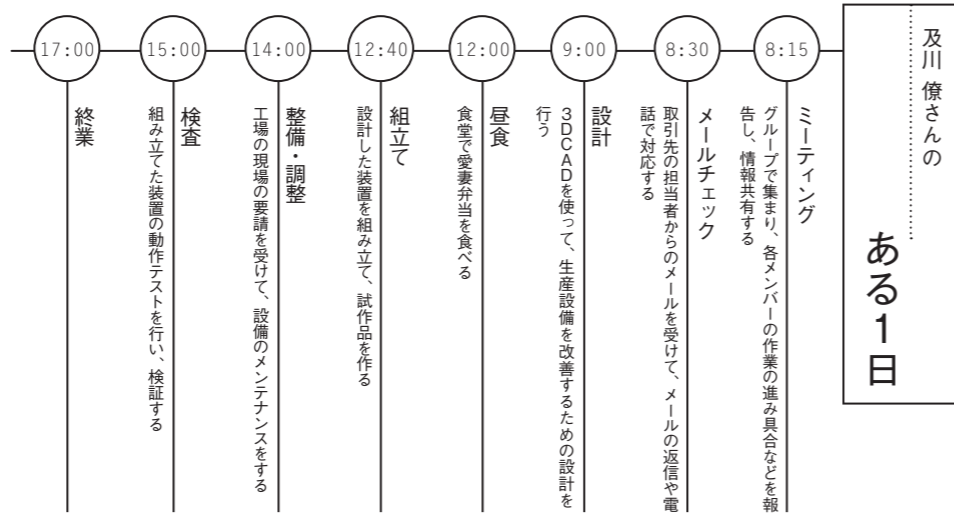 及川 僚さんの
ある1日
8:15
ミーティング
グループで集まり、各メンバーの作業の進み具合などを報
告し、情報共有する
8:30
メールチェック
取引先の担当者からのメールを受けて、メールの返信や電
話で対応する
9:00
設計
3DCADを使って、生産設備を改善するための設計を
行う
12:00
昼食
食堂で愛妻弁当を食べる
12:40
組立て
設計した装置を組み立て、試作品を作る
14:00
整備・調整
工場の現場の要請を受けて、設備のメンテナンスをする
15:00
検査
組み立てた装置の動作テストを行い、検証する
17:00
終業